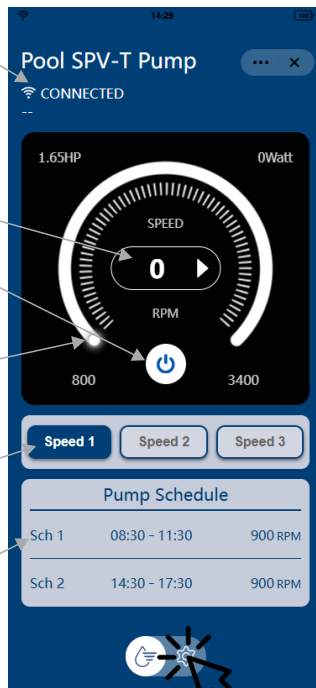 14:29
100
Pool SPV-T Pump
CONNECTED
--
1.65HP
0Watt
SPEED
0
RPM
800
3400
Speed 1
Speed 2
Speed 3
Pump Schedule
Sch 1 08:30 - 11:30 900 RPM
Sch 2 14:30 - 17:30 900 RPM